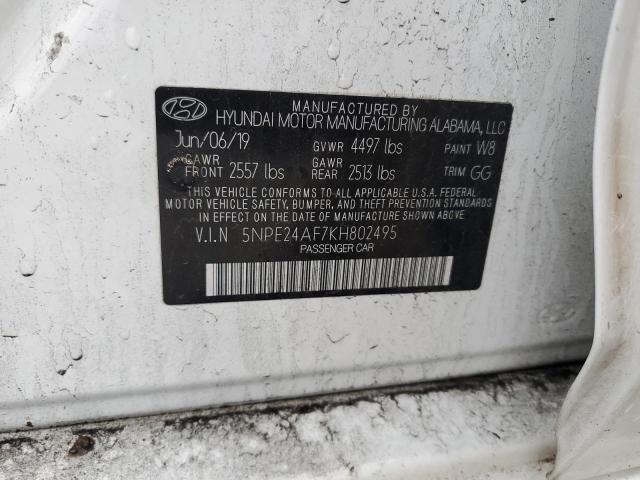 MANUFACTURED BY
HYUNDAI MOTOR MANUFACTURING ALABAMA, LLC
Jun/06/19 GVWR 4497 lbs PAINT W8
GAWR FRONT 2557 lbs GAWR REAR 2513 lbs TRIM GG
THIS VEHICLE CONFORMS TO ALL APPLICABLE U.S.A. FEDERAL
MOTOR VEHICLE SAFETY, BUMPER, AND THEFT PREVENTION STANDARDS
IN EFFECT ON THE DATE OF MANUFACTURE SHOWN ABOVE
V.I.N 5NPE24AF7KH802495
PASSENGER CAR